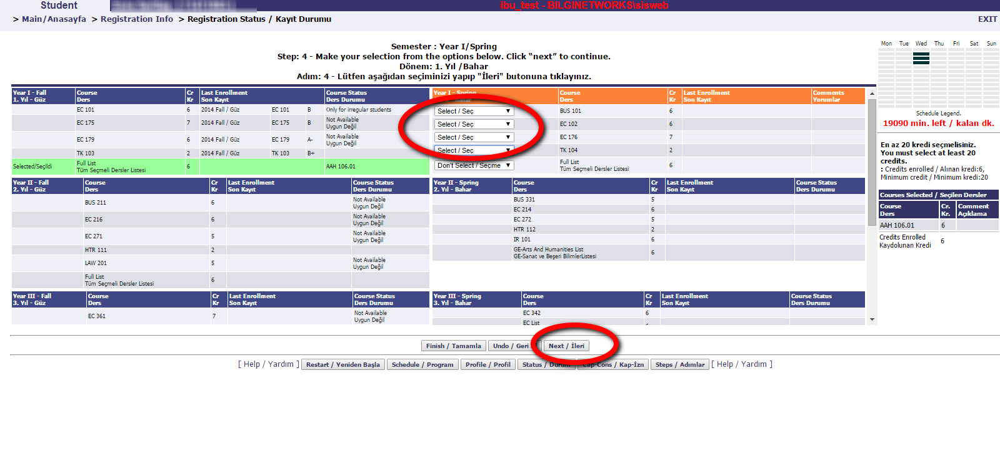 Student
ibu_test - BILGINETWORKS\sisweb
> Main/Anasayfa > Registration Info > Registration Status / Kayıt Durumu
EXIT
Semester : Year I/Spring
Step: 4 - Make your selection from the options below. Click “next” to continue.
Dönem: 1. Yıl /Bahar
Adım: 4 - Lütfen aşağıdan seçiminizi yapıp "İleri" butonuna tıklayınız.
Year I - Fall Course Cr Last Enrollment Course Status
1. Yıl - Güz Ders Kr Son Kayıt Ders Durumu
EC 101 6 2014 Fall / Güz EC 101 B Only for irregular students
EC 175 7 2014 Fall / Güz EC 175 B Not Available
Uygun Değil
EC 179 6 2014 Fall / Güz EC 179 A- Not Available
Uygun Değil
TK 103 2 2014 Fall / Güz TK 103 B+
Selected/Seçildi Full List 6 AAH 106.01
Tüm Seçmeli Dersler Listesi
Year I - Spring Course Cr Last Enrollment Comments
Bahar Ders Kr Son Kayıt Yorumlar
Select / Seç BUS 101 6
Select / Seç EC 102 6
Select / Seç EC 176 7
Select / Seç TK 104 2
Don't Select / Seçme Full List 6
Tüm Seçmeli Dersler Listesi
Year II - Fall Course Cr Last Enrollment Course Status
2. Yıl - Güz Ders Kr Son Kayıt Ders Durumu
BUS 211 6 Not Available
Uygun Değil
EC 216 6 Not Available
Uygun Değil
EC 271 5 Not Available
Uygun Değil
HTR 111 2
LAW 201 5 Not Available
Uygun Değil
Full List 6
Tüm Seçmeli Dersler Listesi
Year II - Spring Course Cr Last Enrollment Course Status
2. Yıl - Bahar Ders Kr Son Kayıt Ders Durumu
BUS 331 5
EC 214 6
EC 272 5
HTR 112 2
IR 101 6
GE-Arts And Humanities List 6
GE-Sanat ve Beşeri BilimlerListesi
Year III - Fall Course Cr Last Enrollment Course Status
3. Yıl - Güz Ders Kr Son Kayıt Ders Durumu
EC 361 7 Not Available
Uygun Değil
Year III - Spring Course Cr Last Enrollment Course Status
3. Yıl - Bahar Ders Kr Son Kayıt Ders Durumu
EC 342 6
EC List
Mon Tue Wed Thu Fri Sat Sun
Schedule Legend.
19090 min. left / kalan dk.
En az 20 kredi seçmelisiniz.
You must select at least 20
credits.
: Credits enrolled / Alınan kredi:6,
Minimum credit / Minimum kredi:20
Courses Selected / Seçilen Dersler
Course Cr. Comment
Ders Kr. Açıklama
AAH 106.01 6
Credits Enrolled 6
Kaydolunan Kredi
Finish / Tamamla Undo / Geri Next / İleri
[ Help / Yardım ] Restart / Yeniden Başla Schedule / Program Profile / Profil Status / Durum Cap-Cons / Kap-İzn Steps / Adımlar [ Help / Yardım ]